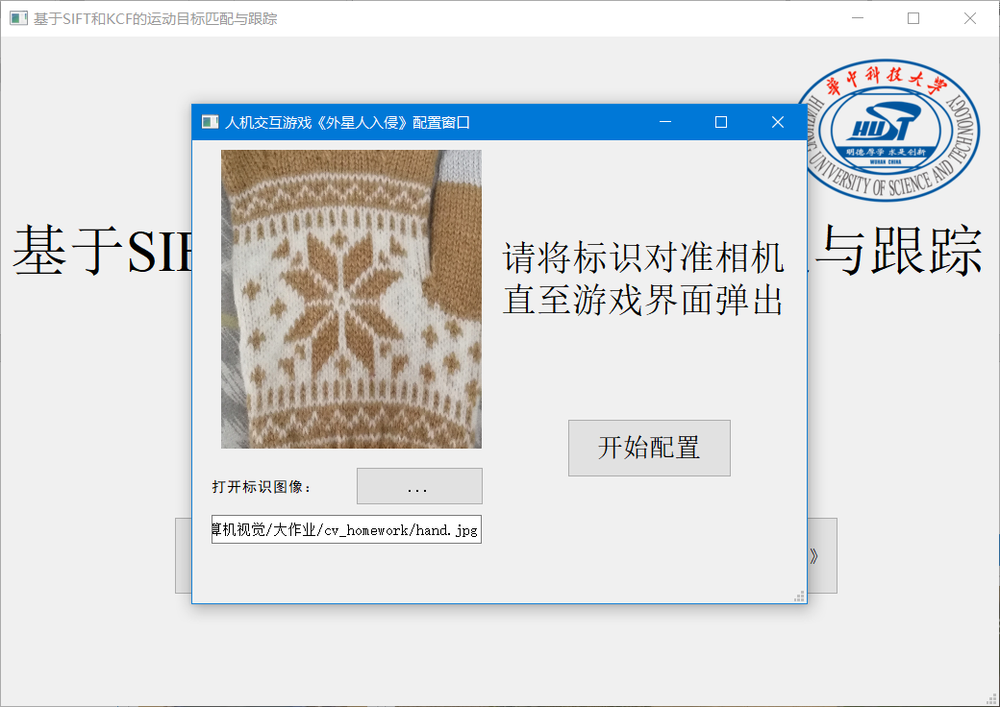 基于SIFT和KCF的运动目标匹配与跟踪
华中科技大学
HUST
明德厚学 求是创新
WUHAN CHINA
UNIVERSITY OF SCIENCE AND TECHNOLOGY
人机交互游戏《外星人入侵》配置窗口
基于SIF
与跟踪
请将标识对准相机
直至游戏界面弹出
开始配置
打开标识图像:
...
算机视觉/大作业/cv_homework/hand.jpg
》